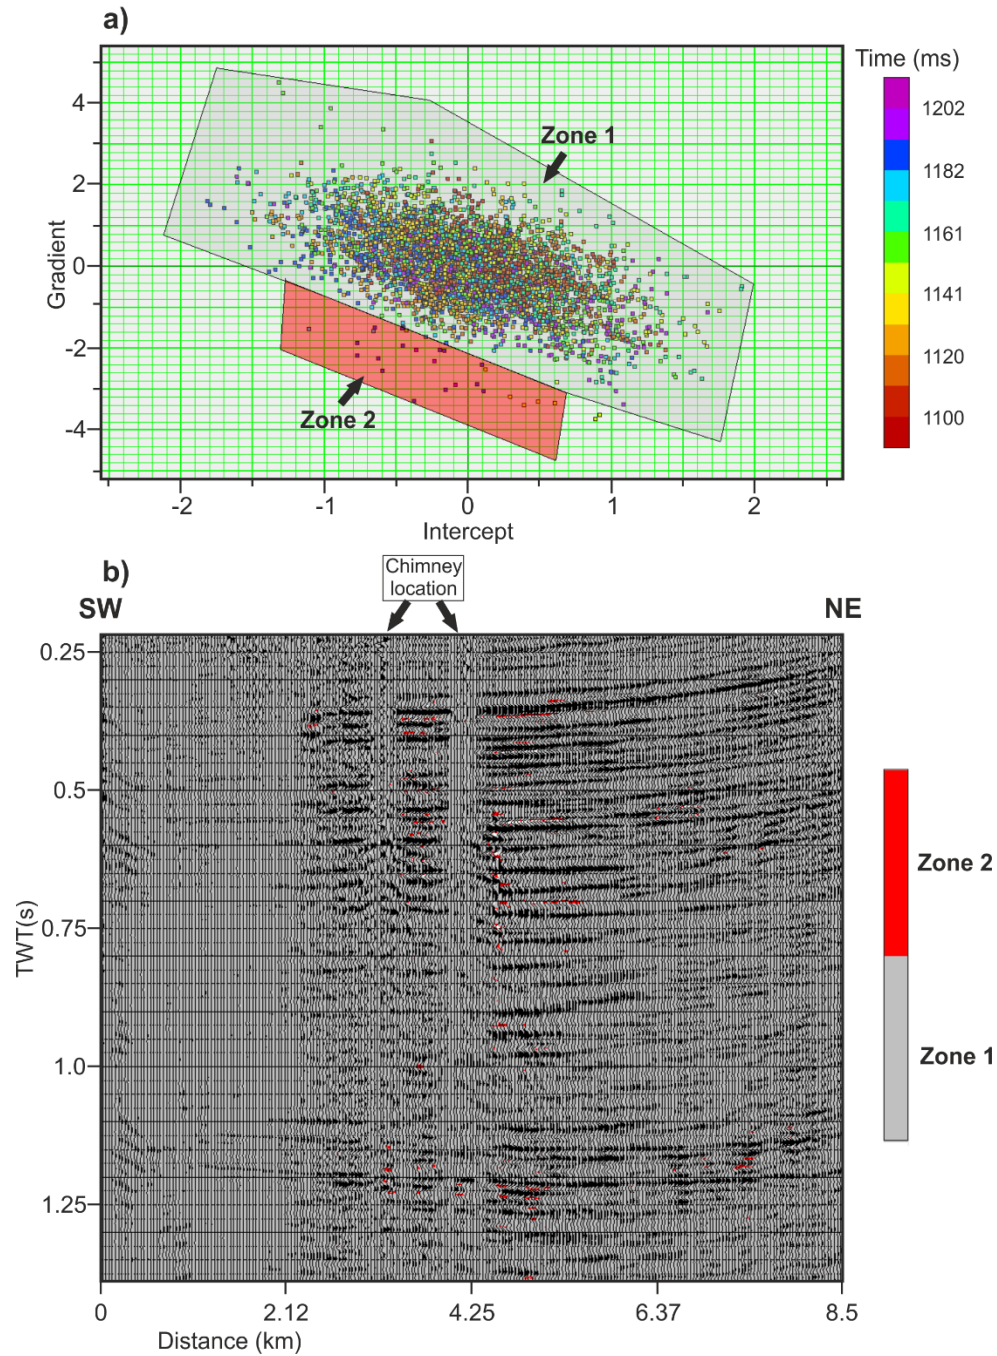 a)
Time (ms)
4
2
0
-2
-4
Gradient
Zone 1
Zone 2
-2
-1
0
1
2
Intercept
1202
1182
1161
1141
1120
1100
b)
Chimney
location
SW
NE
0.25
0.5
0.75
1.0
1.25
TWT(s)
0
2.12
4.25
6.37
8.5
Distance (km)
Zone 2
Zone 1